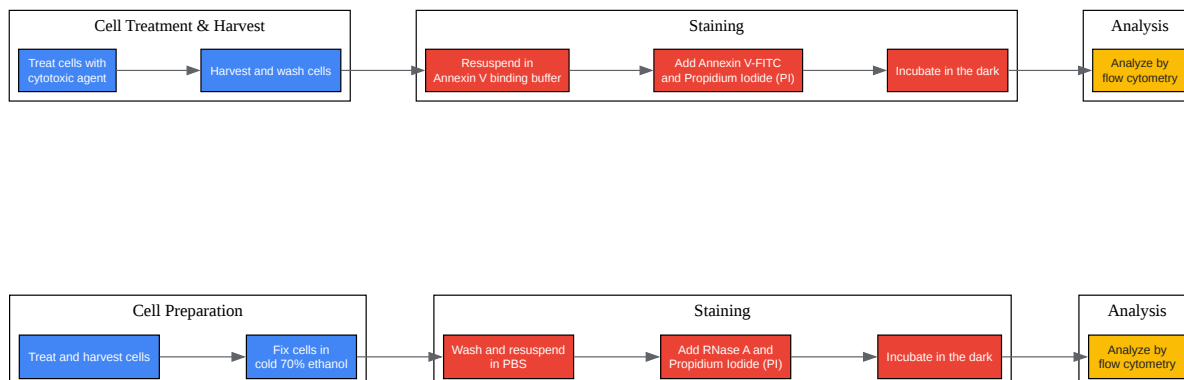 Cell Treatment & Harvest
Treat cells with
cytotoxic agent
Harvest and wash cells
Staining
Resuspend in
Annexin V binding buffer
Add Annexin V-FITC
and Propidium Iodide (PI)
Incubate in the dark
Analysis
Analyze by
flow cytometry
Cell Preparation
Treat and harvest cells
Fix cells in
cold 70% ethanol
Staining
Wash and resuspend
in PBS
Add RNase A and
Propidium Iodide (PI)
Incubate in the dark
Analysis
Analyze by
flow cytometry